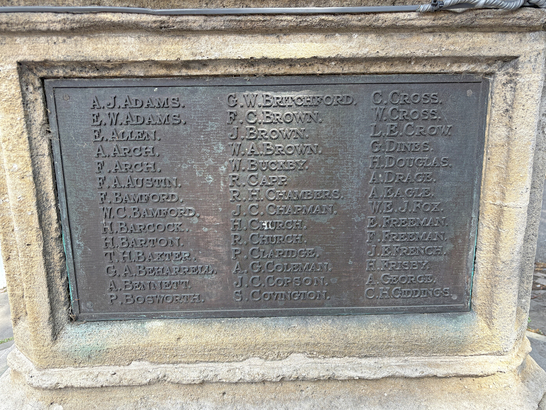 A.J.ADAMS.
E.W.ADAMS.
E.ALLEN.
A.ARCH.
F.ARCH.
F.A.AUSTIN.
F.BAMFORD.
W.C.BAMFORD.
H.BARCOCK.
H.BARTON.
T.H.BAXTER.
G.A.BEHARRELL.
A.BENNETT.
P.BOSWORTH.
G.W.BRITCHFORD.
F.C.BROWN.
J.BROWN.
W.A.BROWN.
W.BUCKBY.
R.CAPP.
R.H.CHAMBERS.
J.C.CHAPMAN.
H.CHURCH.
R.CHURCH.
P.CLARIDGE.
A.G.COLEMAN.
J.C.COPSON.
S.COVINGTON.
C.CROSS.
W.CROSS.
L.B.CROW.
G.DINES.
H.DOUGLAS.
A.DRAGE.
A.EAGLE.
W.E.J.FOX.
E.FREEMAN.
F.FREEMAN.
J.E.FRENCH.
H.FRISBY.
A.GEORGE.
C.H.GIDDINGS.